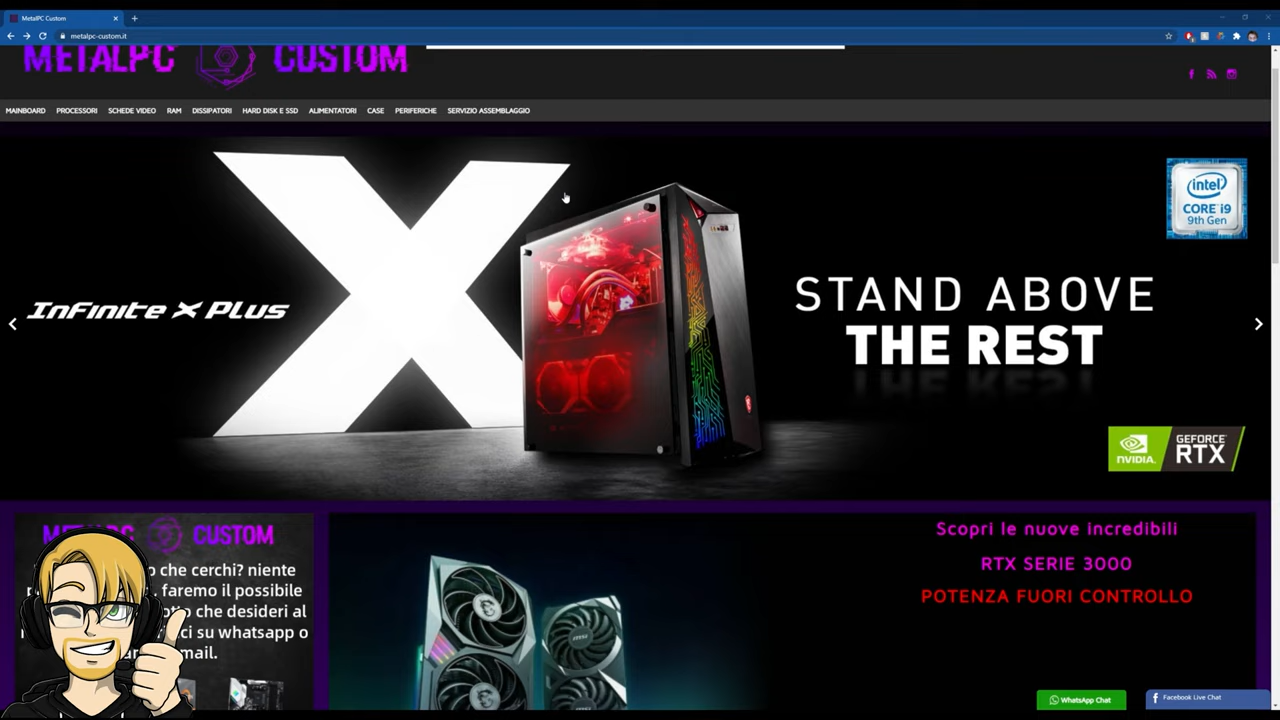 MetalPC Custom
metalpc-custom.it
METALPC CUSTOM
MAINBOARD PROCESSORI SCHEDE VIDEO RAM DISSIPATORI HARD DISK E SSD ALIMENTATORI CASE PERIFERICHE SERVIZIO ASSEMBLAGGIO
intel
CORE i9
9th Gen
Infinite X Plus
STAND ABOVE
THE REST
NVIDIA. GEFORCE RTX
CUSTOM
che cerchi? niente
faremo il possibile
che desideri al
su whatsapp o
mail.
Scopri le nuove incredibili
RTX SERIE 3000
POTENZA FUORI CONTROLLO
WhatsApp Chat
Facebook Live Chat